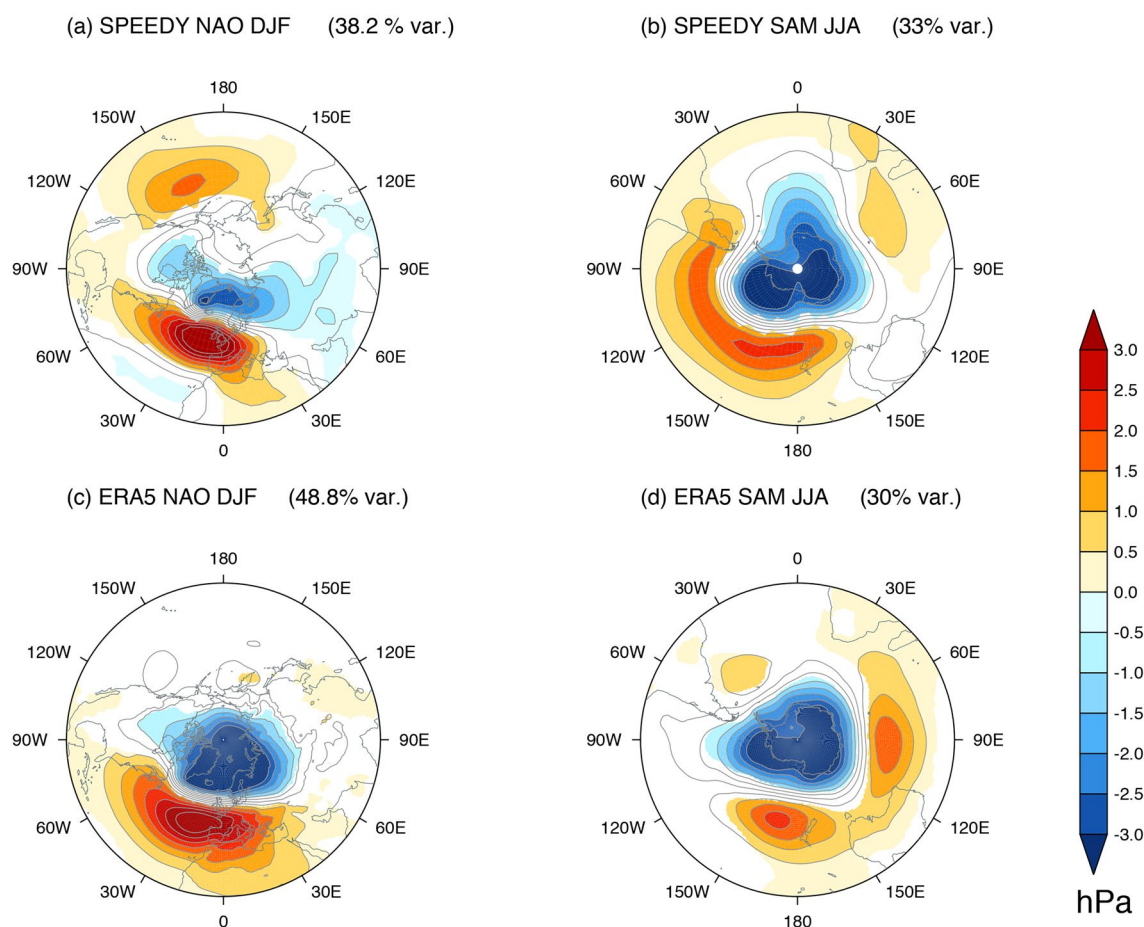 (a) SPEEDY NAO DJF (38.2 % var.)
(b) SPEEDY SAM JJA (33% var.)
180
150W 150E
120W 120E
90W 90E
60W 60E
30W 30E
0
0
30W 30E
60W 60E
90W 90E
120W 120E
150W 150E
180
(c) ERA5 NAO DJF (48.8% var.)
(d) ERA5 SAM JJA (30% var.)
180
150W 150E
120W 120E
90W 90E
60W 60E
30W 30E
0
0
30W 30E
60W 60E
90W 90E
120W 120E
150W 150E
180
3.0
2.5
2.0
1.5
1.0
0.5
0.0
-0.5
-1.0
-1.5
-2.0
-2.5
-3.0
hPa